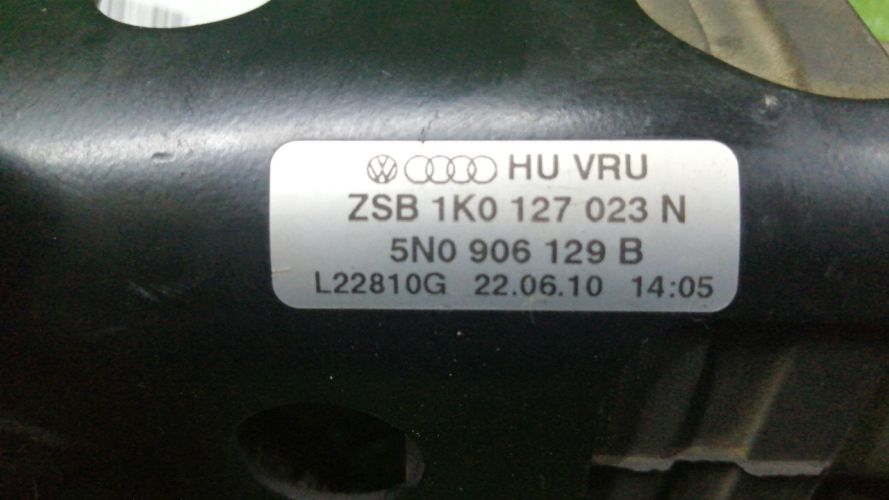 HU VRU
ZSB 1K0 127 023 N
5N0 906 129 B
L22810G 22.06.10 14:05